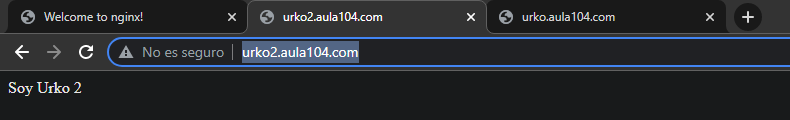 Welcome to nginx!
urko2.aula104.com
urko.aula104.com
No es seguro urko2.aula104.com
Soy Urko 2